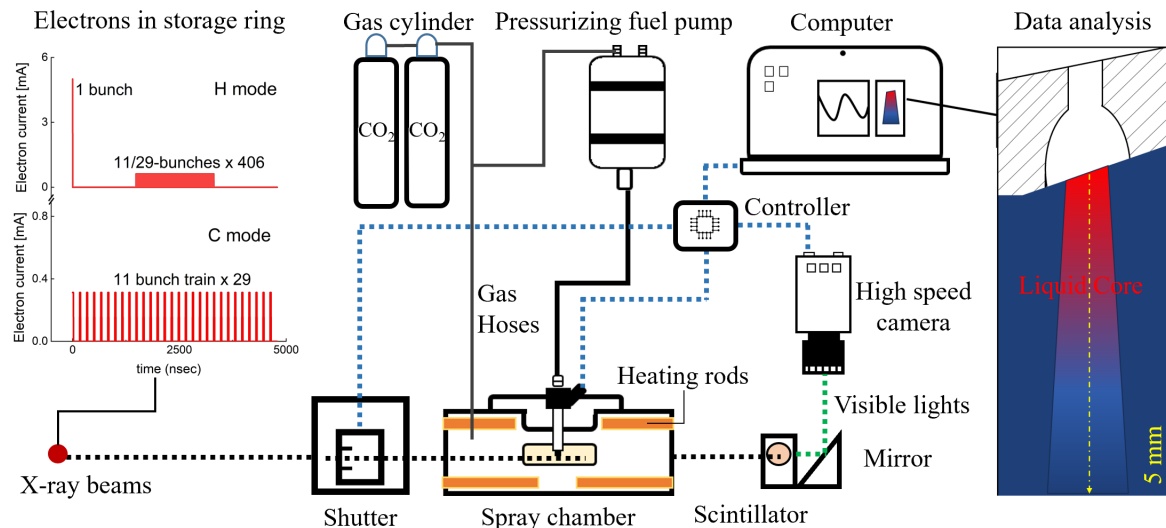 Electrons in storage ring
Gas cylinder
Pressurizing fuel pump
Computer
Data analysis
Electron current [mA]
6
3
0
1 bunch
H mode
11/29-bunches x 406
Electron current [mA]
0.8
0.4
0.0
C mode
11 bunch train x 29
0
2500
5000
time (nsec)
CO2
CO2
Controller
Gas
Hoses
High speed
camera
Liquid Core
Heating rods
Visible lights
5 mm
X-ray beams
Mirror
Shutter
Spray chamber
Scintillator